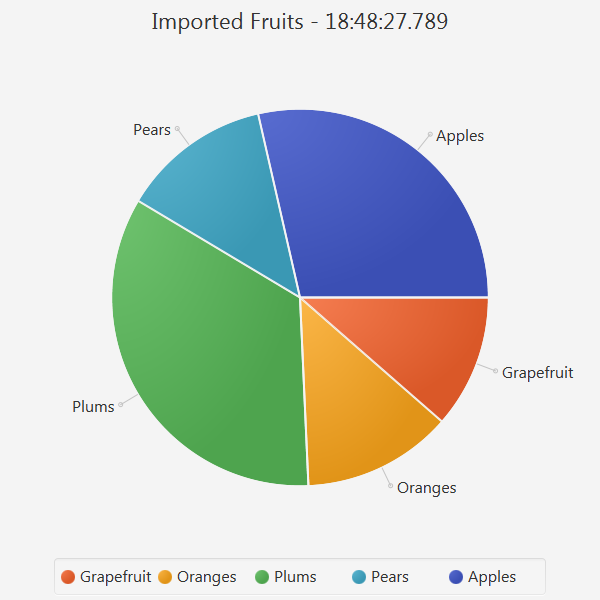 Imported Fruits - 18:48:27.789
Pears
Apples
Grapefruit
Plums
Oranges
Grapefruit Oranges Plums Pears Apples